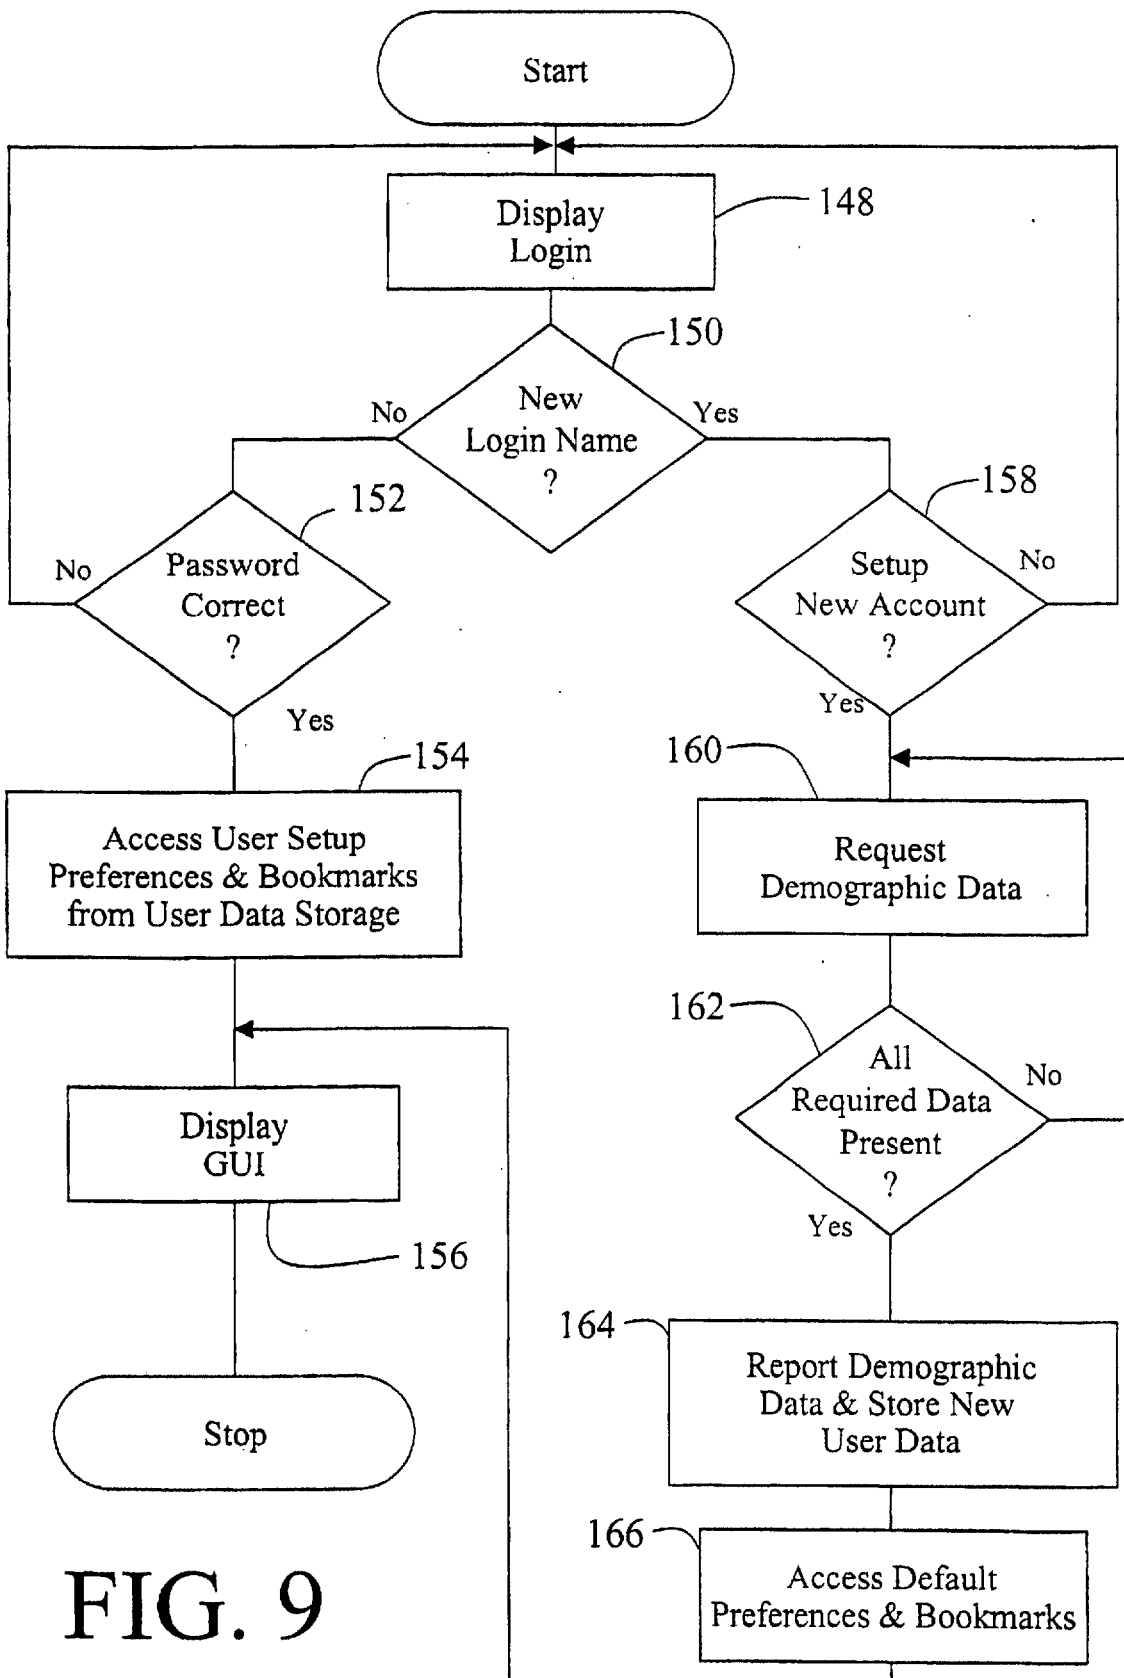 Start
Display
Login
148
New
Login Name
?
150
No
Yes
Password
Correct
?
152
No
Yes
Setup
New Account
?
158
No
Yes
Access User Setup
Preferences & Bookmarks
from User Data Storage
154
160
Request
Demographic Data
162
All
Required Data
Present
?
No
Yes
Display
GUI
156
Stop
164
Report Demographic
Data & Store New
User Data
166
Access Default
Preferences & Bookmarks
FIG. 9